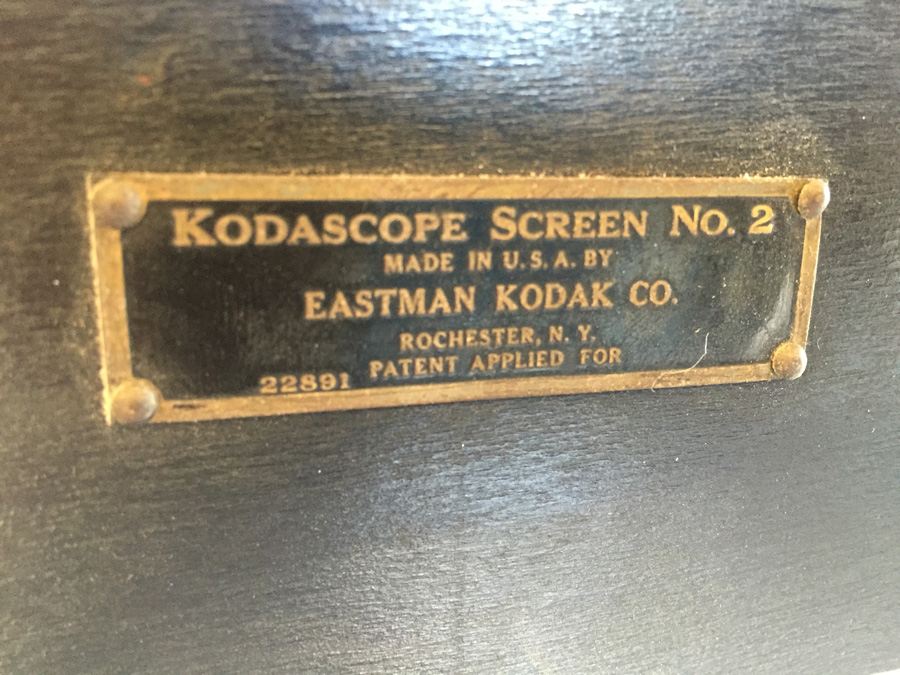 KODASCOPE SCREEN NO. 2
MADE IN U.S.A. BY
EASTMAN KODAK CO.
ROCHESTER, N. Y.
PATENT APPLIED FOR
22891